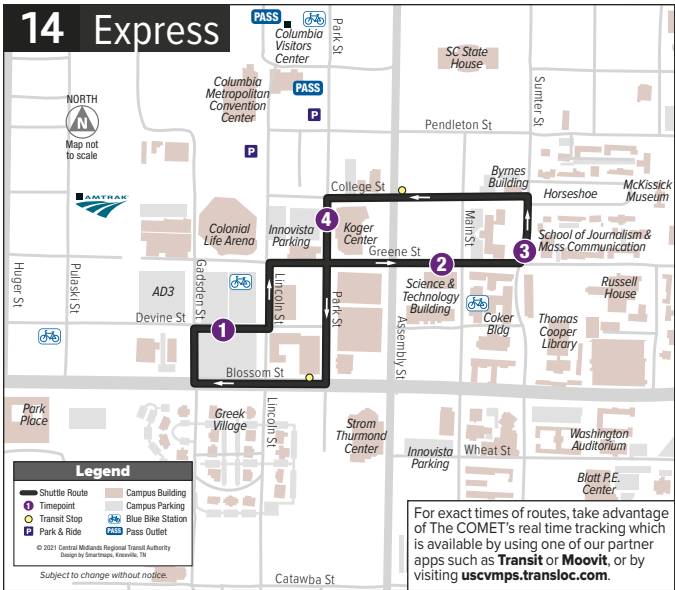 14 Express
PASS
Columbia
Visitors
Center
Park St
SC State
House
Columbia
Metropolitan
Convention
Center
PASS
P
P
NORTH
N
Map not
to scale
Sumter St
Pendleton St
AMTRAK
College St
Byrnes
Building
Horseshoe
McKissick
Museum
4
Colonial
Life Arena
Innovista
Parking
Koger
Center
Main St
3
School of Journalism &
Mass Communication
Greene St
2
Huger St
Pulaski St
Gadsden St
AD3
Lincoln St
Park St
Science &
Technology
Building
Russell
House
Devine St
1
Assembly St
Coker
Bldg
Thomas
Cooper
Library
Blossom St
Park
Place
Greek
Village
Lincoln St
Strom
Thurmond
Center
Innovista
Parking
Wheat St
Washington
Auditorium
Blatt P.E.
Center
Legend
Shuttle Route
Campus Building
1 Timepoint
Campus Parking
Transit Stop
Blue Bike Station
P Park & Ride
PASS Pass Outlet
© 2021 Central Midlands Regional Transit Authority
Design by Smartmaps, Knoxville, TN
Subject to change without notice.
Catawba St
For exact times of routes, take advantage
of The COMET's real time tracking which
is available by using one of our partner
apps such as Transit or Moovit, or by
visiting uscvmps.transloc.com.